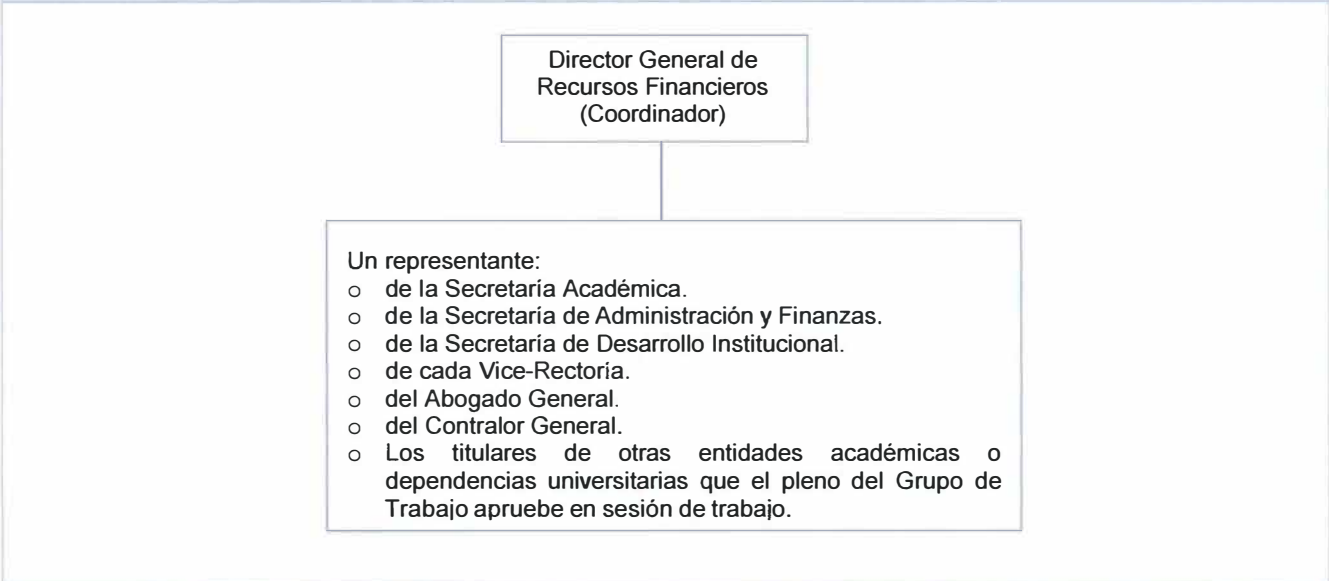 Director General de
Recursos Financieros
(Coordinador)
Un representante:
o de la Secretaría Académica.
o de la Secretaría de Administración y Finanzas.
o de la Secretaría de Desarrollo Institucional.
o de cada Vice-Rectoría.
o del Abogado General.
o del Contralor General.
o Los titulares de otras entidades académicas o
dependencias universitarias que el pleno del Grupo de
Trabajo apruebe en sesión de trabajo.